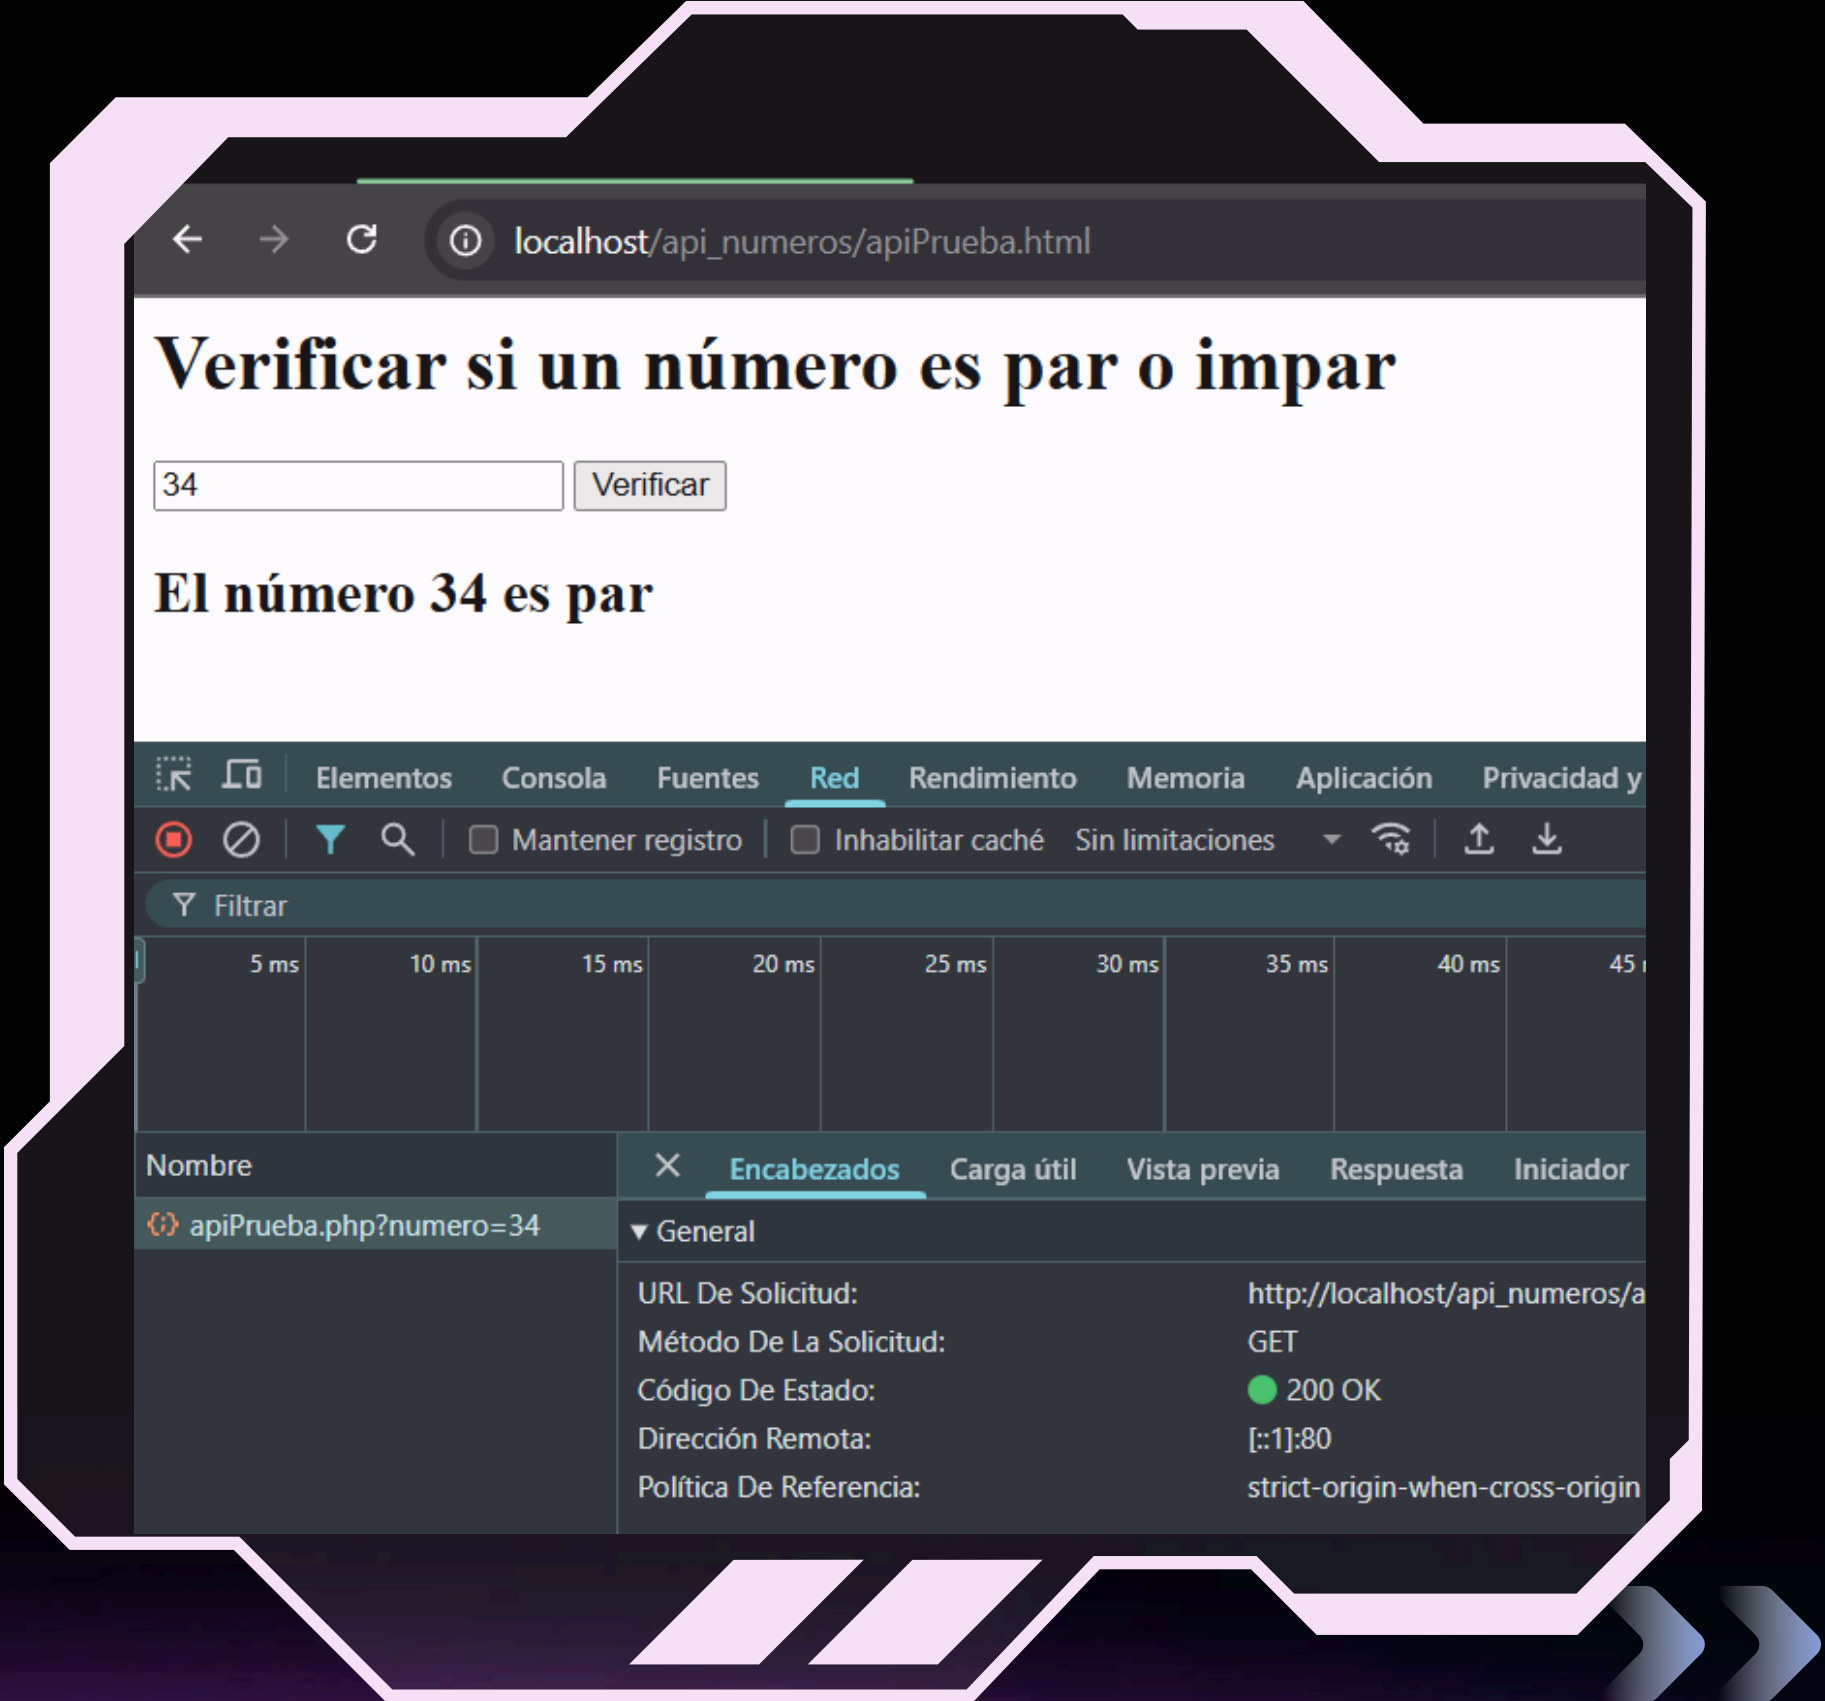 localhost/api_numeros/apiPrueba.html
Verificar si un número es par o impar
34 Verificar
El número 34 es par
Elementos Consola Fuentes Red Rendimiento Memoria Aplicación Privacidad y
Mantener registro Inhabilitar caché Sin limitaciones
Filtrar
5 ms 10 ms 15 ms 20 ms 25 ms 30 ms 35 ms 40 ms 45
Nombre Encabezados Carga útil Vista previa Respuesta Iniciador
apiPrueba.php?numero=34 General
URL De Solicitud: http://localhost/api_numeros/a
Método De La Solicitud: GET
Código De Estado: 200 OK
Dirección Remota: [::1]:80
Política De Referencia: strict-origin-when-cross-origin